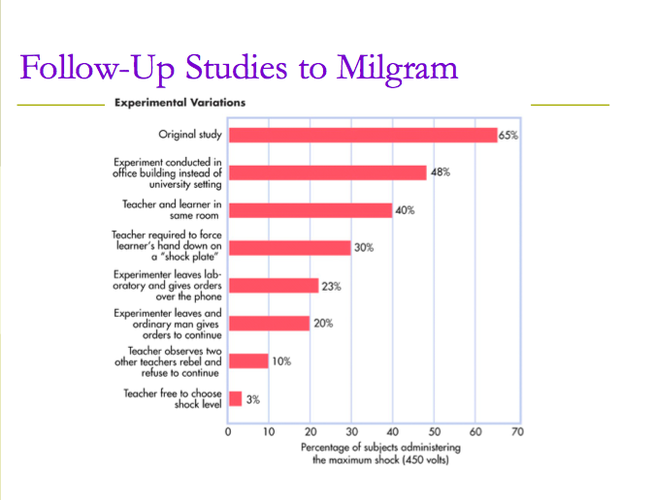 Follow-Up Studies to Milgram
Experimental Variations
Original study
65%
Experiment conducted in
office building instead of
university setting
48%
Teacher and learner in
same room
40%
Teacher required to force
learner's hand down on
a "shock plate"
30%
Experimenter leaves lab-
oratory and gives orders
over the phone
23%
Experimenter leaves and
ordinary man gives
orders to continue
20%
Teacher observes two
other teachers rebel and
refuse to continue
10%
Teacher free to choose
shock level
3%
0 10 20 30 40 50 60 70
Percentage of subjects administering
the maximum shock (450 volts)